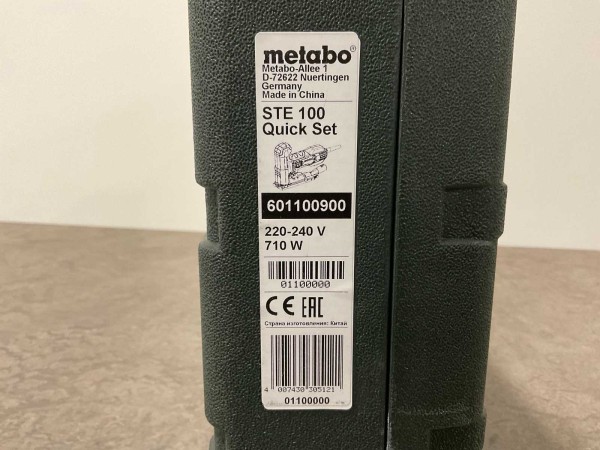 metabo
Metabo-Allee 1
D-72622 Nuertingen
Germany
Made in China
STE 100
Quick Set
601100900
220-240 V
710 W
01100000
CE EAC
Страна изготовления: Китай
4 007430 305121
01100000